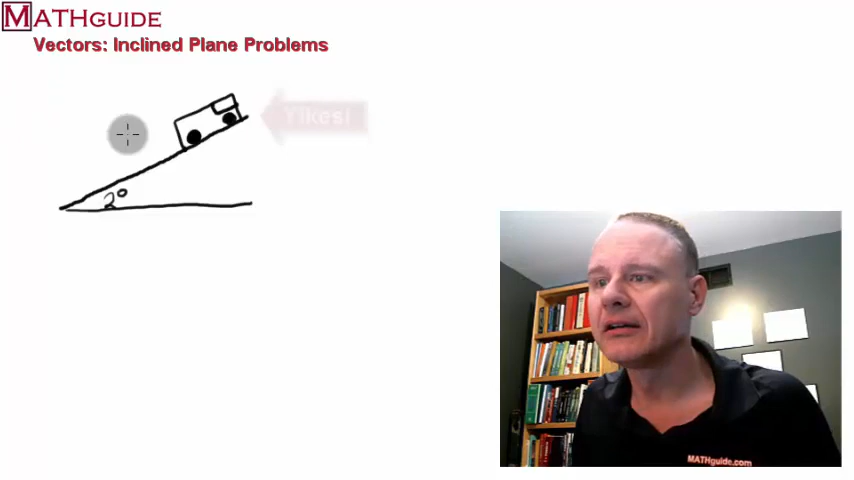 MATHGUIDE
Vectors: Inclined Plane Problems
Yikes!
2°
MATHguide.com